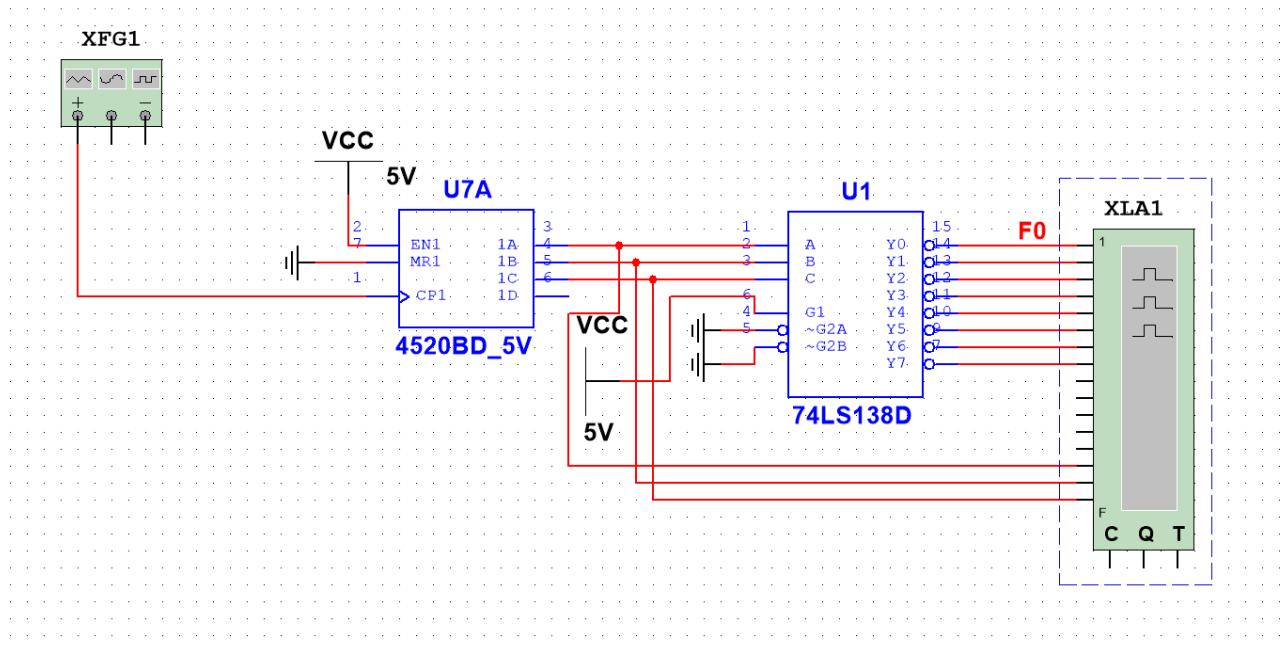 XFG1
+ −
VCC
5V
U7A
2
7
1
EN1
MR1
CP1
1A
1B
1C
1D
3
4
5
6
4520BD_5V
VCC
5V
U1
1
2
3
6
4
5
A
B
C
G1
~G2A
~G2B
Y0
Y1
Y2
Y3
Y4
Y5
Y6
Y7
15
14
13
12
11
10
9
7
74LS138D
F0
XLA1
1
F
C Q T